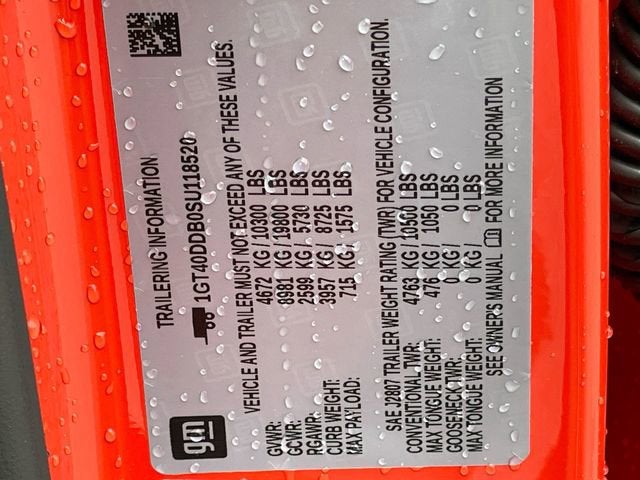 gm
TRAILERING INFORMATION
1GT40DDB0SU118520
VEHICLE AND TRAILER MUST NOT EXCEED ANY OF THESE VALUES.
GVWR: 4672 KG / 10300 LBS
GCWR: 8981 KG / 19800 LBS
RGAWR: 2599 KG / 5730 LBS
CURB WEIGHT: 3957 KG / 8725 LBS
MAX PAYLOAD: 715 KG / 1575 LBS
SAE J2807 TRAILER WEIGHT RATING (TWR) FOR VEHICLE CONFIGURATION.
CONVENTIONAL TWR: 4763 KG / 10500 LBS
MAX TONGUE WEIGHT: 476 KG / 1050 LBS
GOOSENECK TWR: 0 KG / 0 LBS
MAX TONGUE WEIGHT: 0 KG / 0 LBS
SEE OWNERS MANUAL FOR MORE INFORMATION